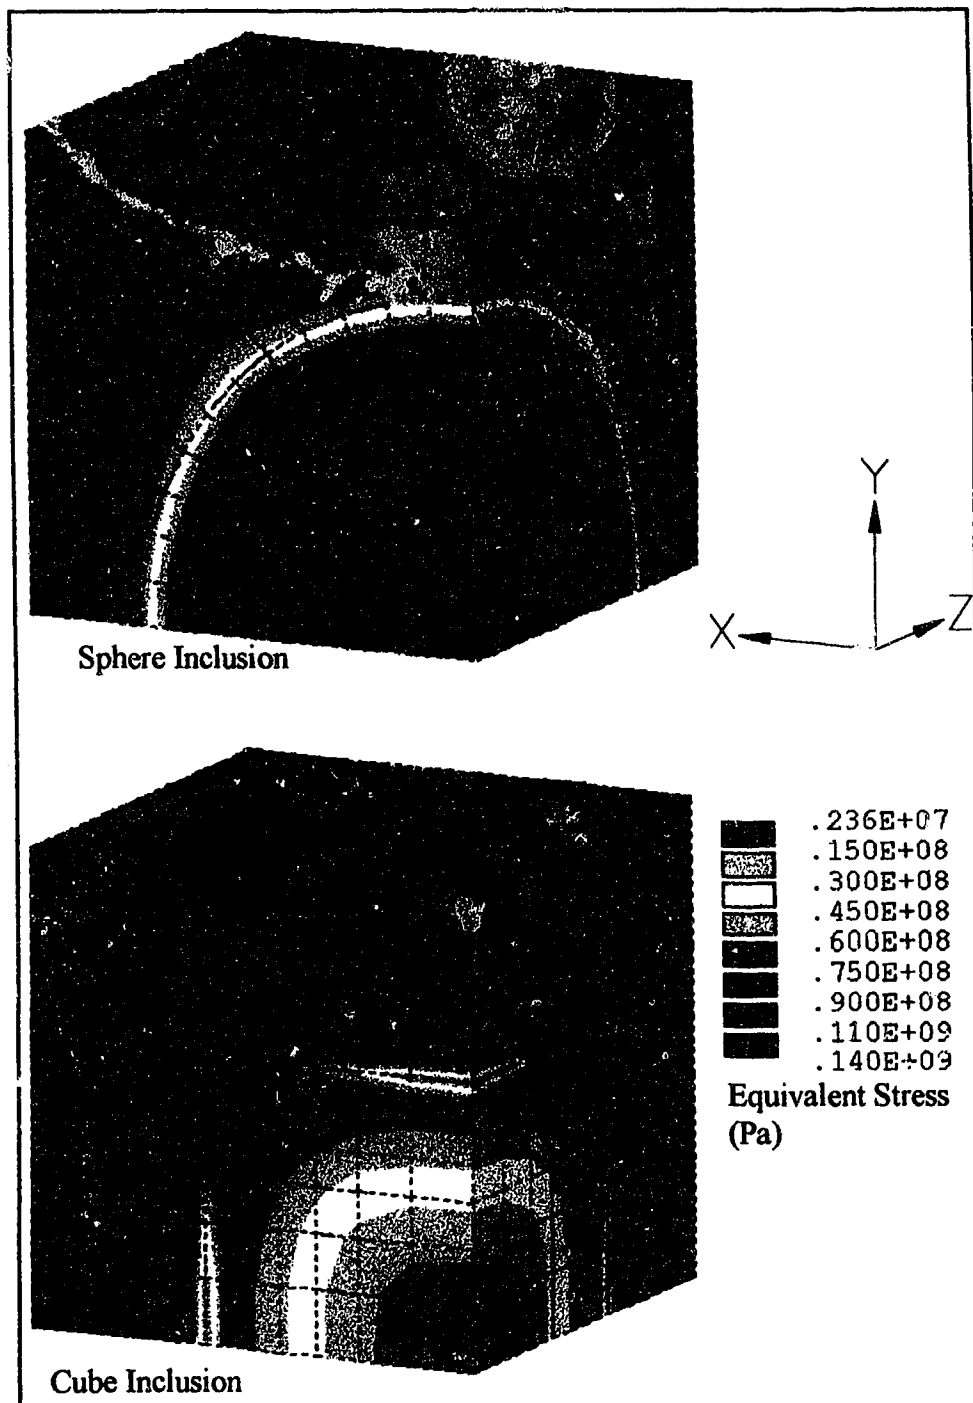 Y
X
Z
Sphere Inclusion
.236E+07
.150E+08
.300E+08
.450E+08
.600E+08
.750E+08
.900E+08
.110E+09
.140E+09
Equivalent Stress
(Pa)
Cube Inclusion